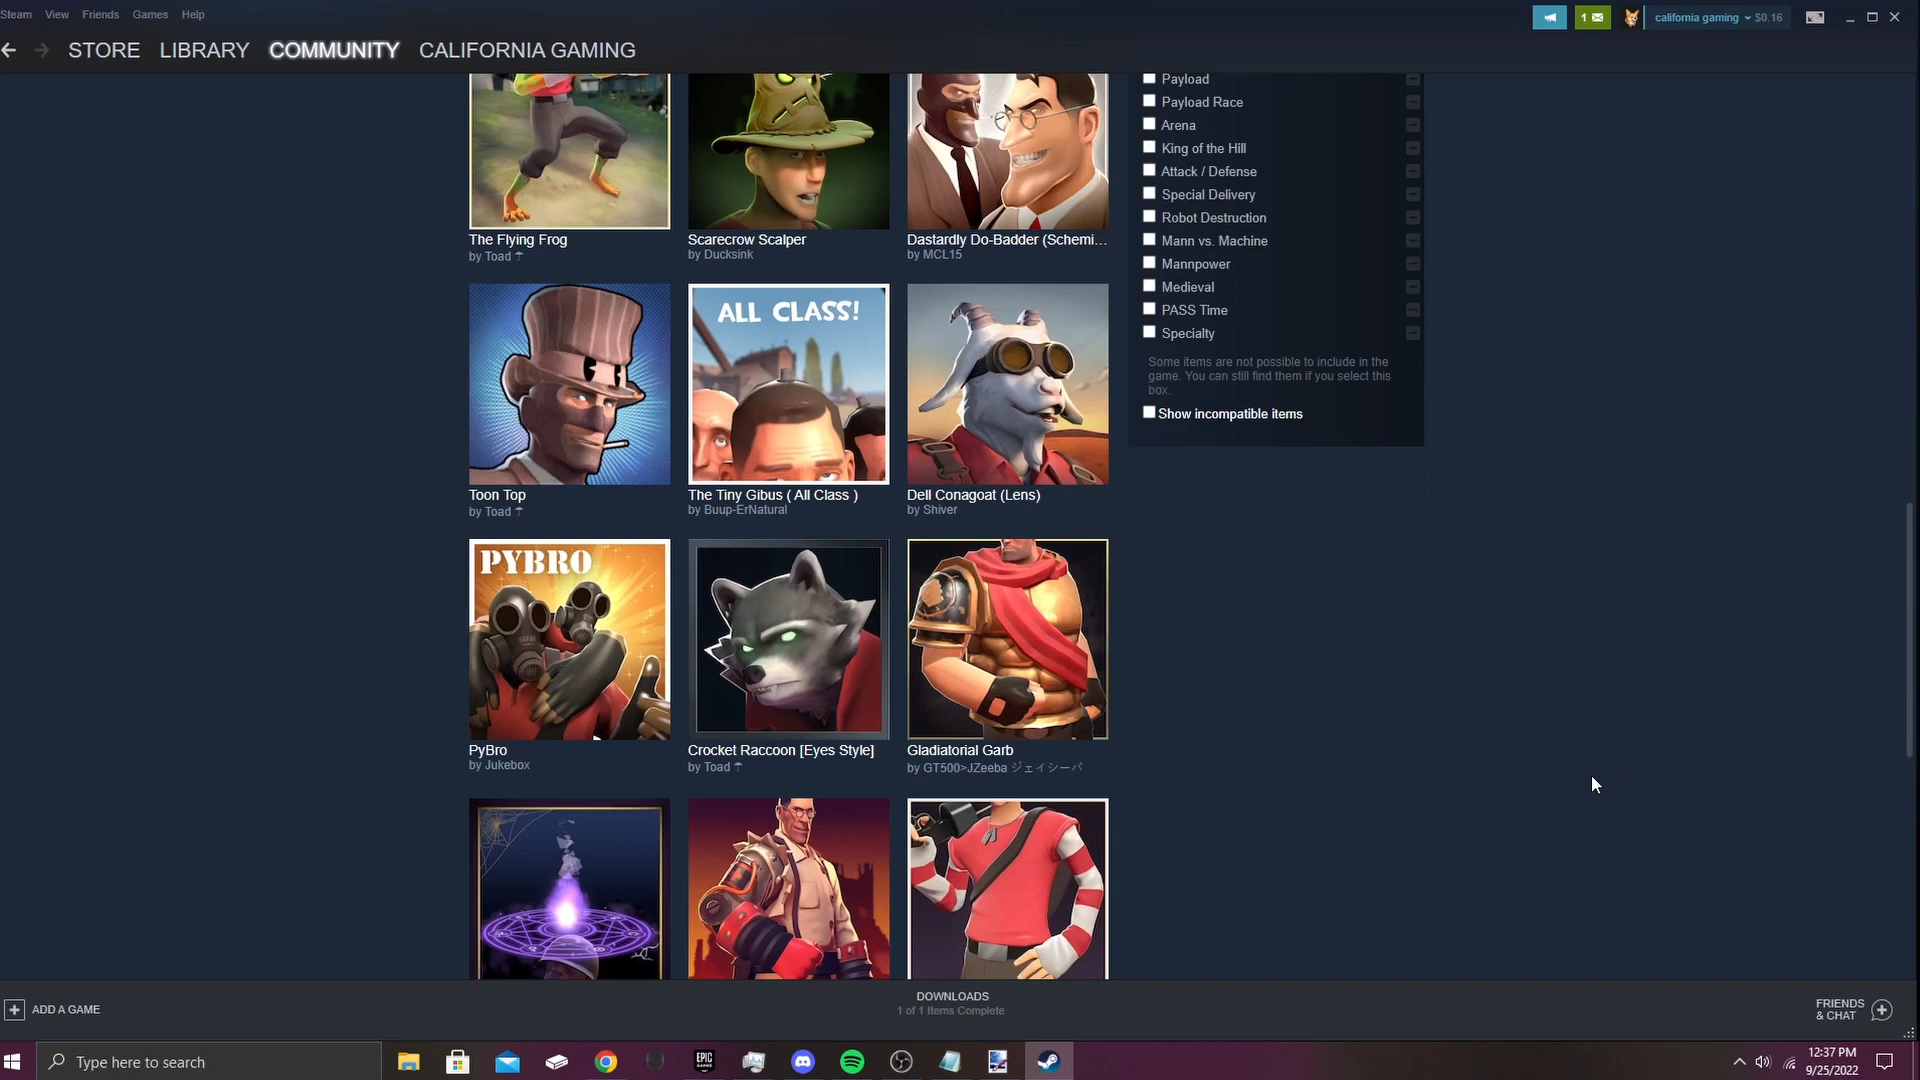 Steam View Friends Games Help
1
california gaming $0.16
STORE LIBRARY COMMUNITY CALIFORNIA GAMING
Payload
Payload Race
Arena
King of the Hill
Attack / Defense
Special Delivery
Robot Destruction
Mann vs. Machine
Mannpower
Medieval
PASS Time
Specialty
Some items are not possible to include in the
game. You can still find them if you select this
box.
Show incompatible items
The Flying Frog
by Toad ☂
Scarecrow Scalper
by Ducksink
Dastardly Do-Badder (Schemi...
by MCL15
ALL CLASS!
Toon Top
by Toad ☂
The Tiny Gibus ( All Class )
by Buup-ErNatural
Dell Conagoat (Lens)
by Shiver
PYBRO
PyBro
by Jukebox
Crocket Raccoon [Eyes Style]
by Toad ☂
Gladiatorial Garb
by GT500>JZeeba ジェイシーバ
ADD A GAME
DOWNLOADS
1 of 1 Items Complete
FRIENDS
& CHAT
Type here to search
EPIC
GAMES
12:37 PM
9/25/2022